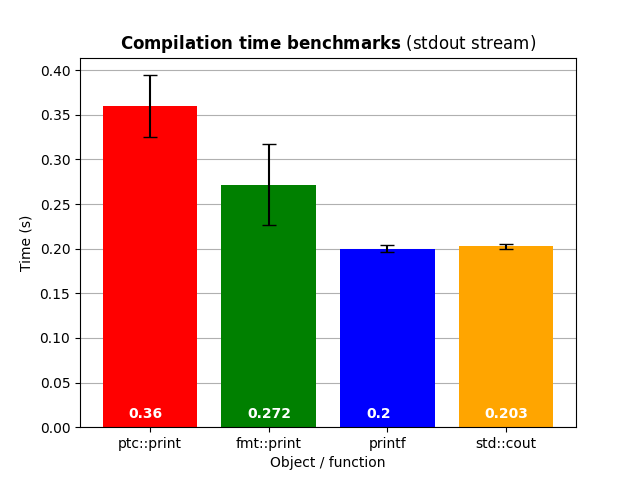 Compilation time benchmarks (stdout stream)
0.40
0.35
0.30
0.25
0.20
0.15
0.10
0.05
0.00
Time (s)
0.36 0.272 0.2 0.203
ptc::print fmt::print printf std::cout
Object / function